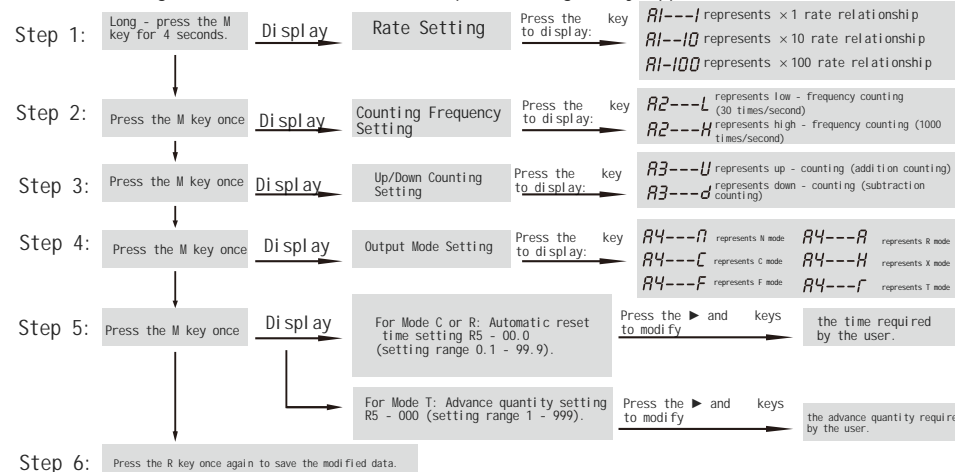 Step 1:
Long - press the M
key for 4 seconds.
Display
Rate Setting
Press the key
to display:
A1---1 represents ×1 rate relationship
A1--10 represents ×10 rate relationship
A1-100 represents ×100 rate relationship
Step 2:
Press the M key once
Display
Counting Frequency
Setting
Press the key
to display:
A2---L represents low - frequency counting
(30 times/second)
A2---H represents high - frequency counting (1000
times/second)
Step 3:
Press the M key once
Display
Up/Down Counting
Setting
Press the key
to display:
A3---U represents up - counting (addition counting)
A3---d represents down - counting (subtraction
counting)
Step 4:
Press the M key once
Display
Output Mode Setting
Press the key
to display:
A4---N represents N mode A4---R represents R mode
A4---C represents C mode A4---H represents X mode
A4---F represents F mode A4---T represents T mode
Step 5:
Press the M key once
Display
For Mode C or R: Automatic reset
time setting R5 - 00.0
(setting range 0.1 - 99.9).
Press the ► and keys
to modify
the time required
by the user.
For Mode T: Advance quantity setting
R5 - 000 (setting range 1 - 999).
Press the ► and keys
to modify
the advance quantity require
by the user.
Step 6:
Press the R key once again to save the modified data.